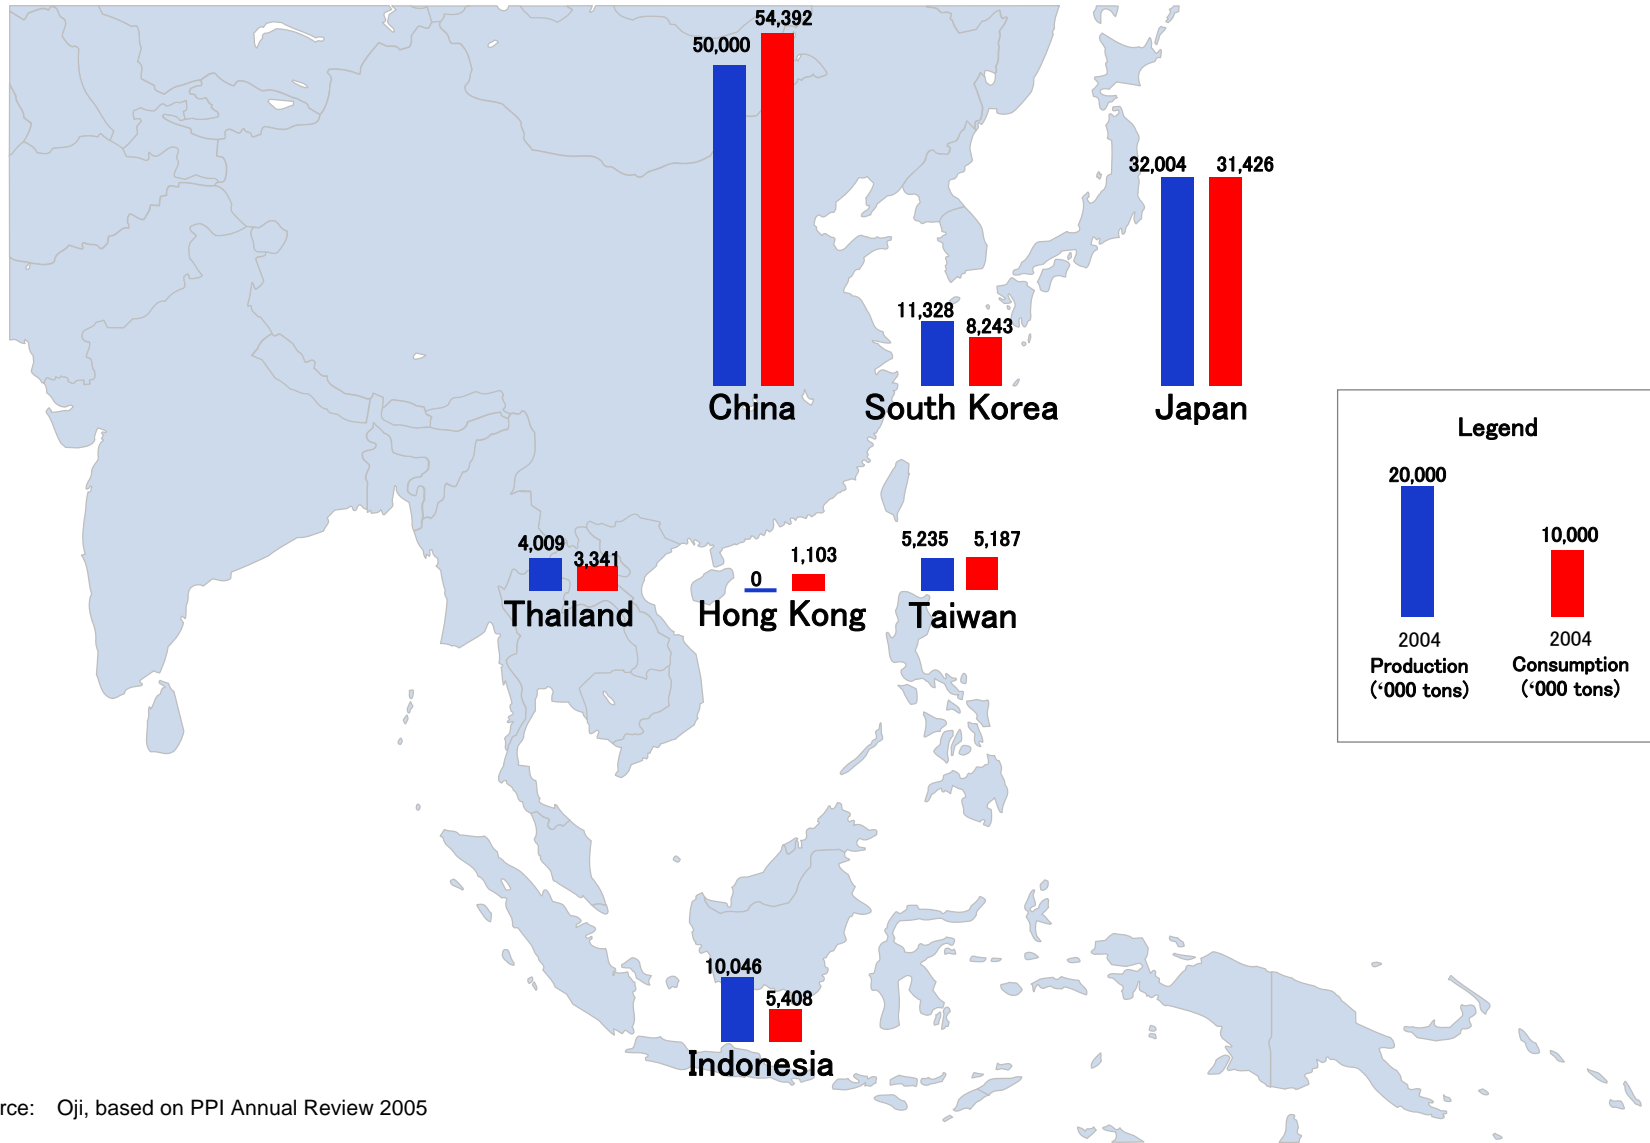 54,392
50,000
32,004 31,426
11,328
8,243
China South Korea Japan
Legend
20,000
10,000
2004 2004
Production Consumption
(‘000 tons) (‘000 tons)
4,009
3,341
0
1,103
5,235 5,187
Thailand Hong Kong Taiwan
10,046
5,408
Indonesia
rce: Oji, based on PPI Annual Review 2005